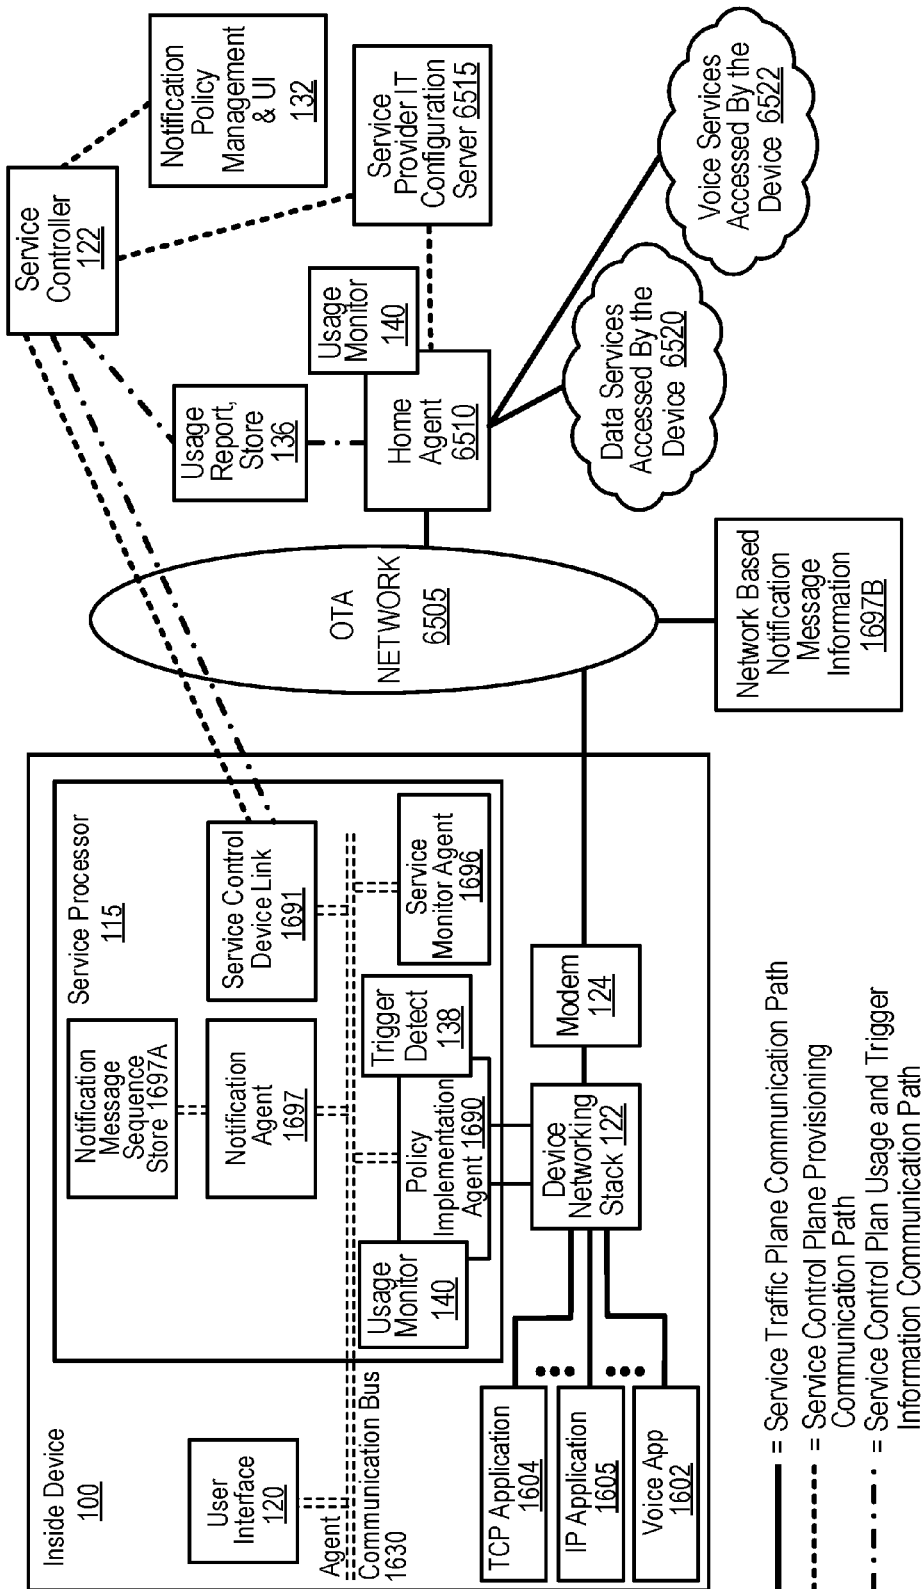 Inside Device
100
User
Interface
120
Agent
Communication Bus
1630
Service Processor
115
Notification
Message
Sequence
Store 1697A
Notification
Agent
1697
Service Control
Device Link
1691
Usage
Monitor
140
Policy
Implementation
Agent 1690
Trigger
Detect
138
Service
Monitor Agent
1696
TCP Application
1604
IP Application
1605
Voice App
1602
Device
Networking
Stack 122
Modem
124
OTA
NETWORK
6505
Network Based
Notification
Message
Information
1697B
Service
Controller
122
Notification
Policy
Management
& UI
132
Usage
Report,
Store
136
Usage
Monitor
140
Home
Agent
6510
Service
Provider IT
Configuration
Server 6515
Data Services
Accessed By the
Device 6520
Voice Services
Accessed By the
Device 6522
= Service Traffic Plane Communication Path
= Service Control Plane Provisioning
Communication Path
= Service Control Plan Usage and Trigger
Information Communication Path